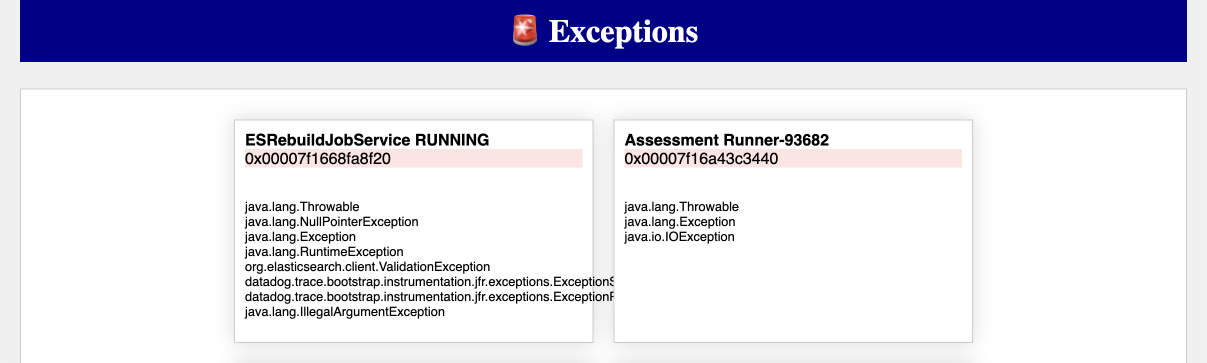 🚨 Exceptions
ESRebuildJobService RUNNING
0x00007f1668fa8f20
java.lang.Throwable
java.lang.NullPointerException
java.lang.Exception
java.lang.RuntimeException
org.elasticsearch.client.ValidationException
datadog.trace.bootstrap.instrumentation.jfr.exceptions.ExceptionS
datadog.trace.bootstrap.instrumentation.jfr.exceptions.ExceptionP
java.lang.IllegalArgumentException
Assessment Runner-93682
0x00007f16a43c3440
java.lang.Throwable
java.lang.Exception
java.io.IOException